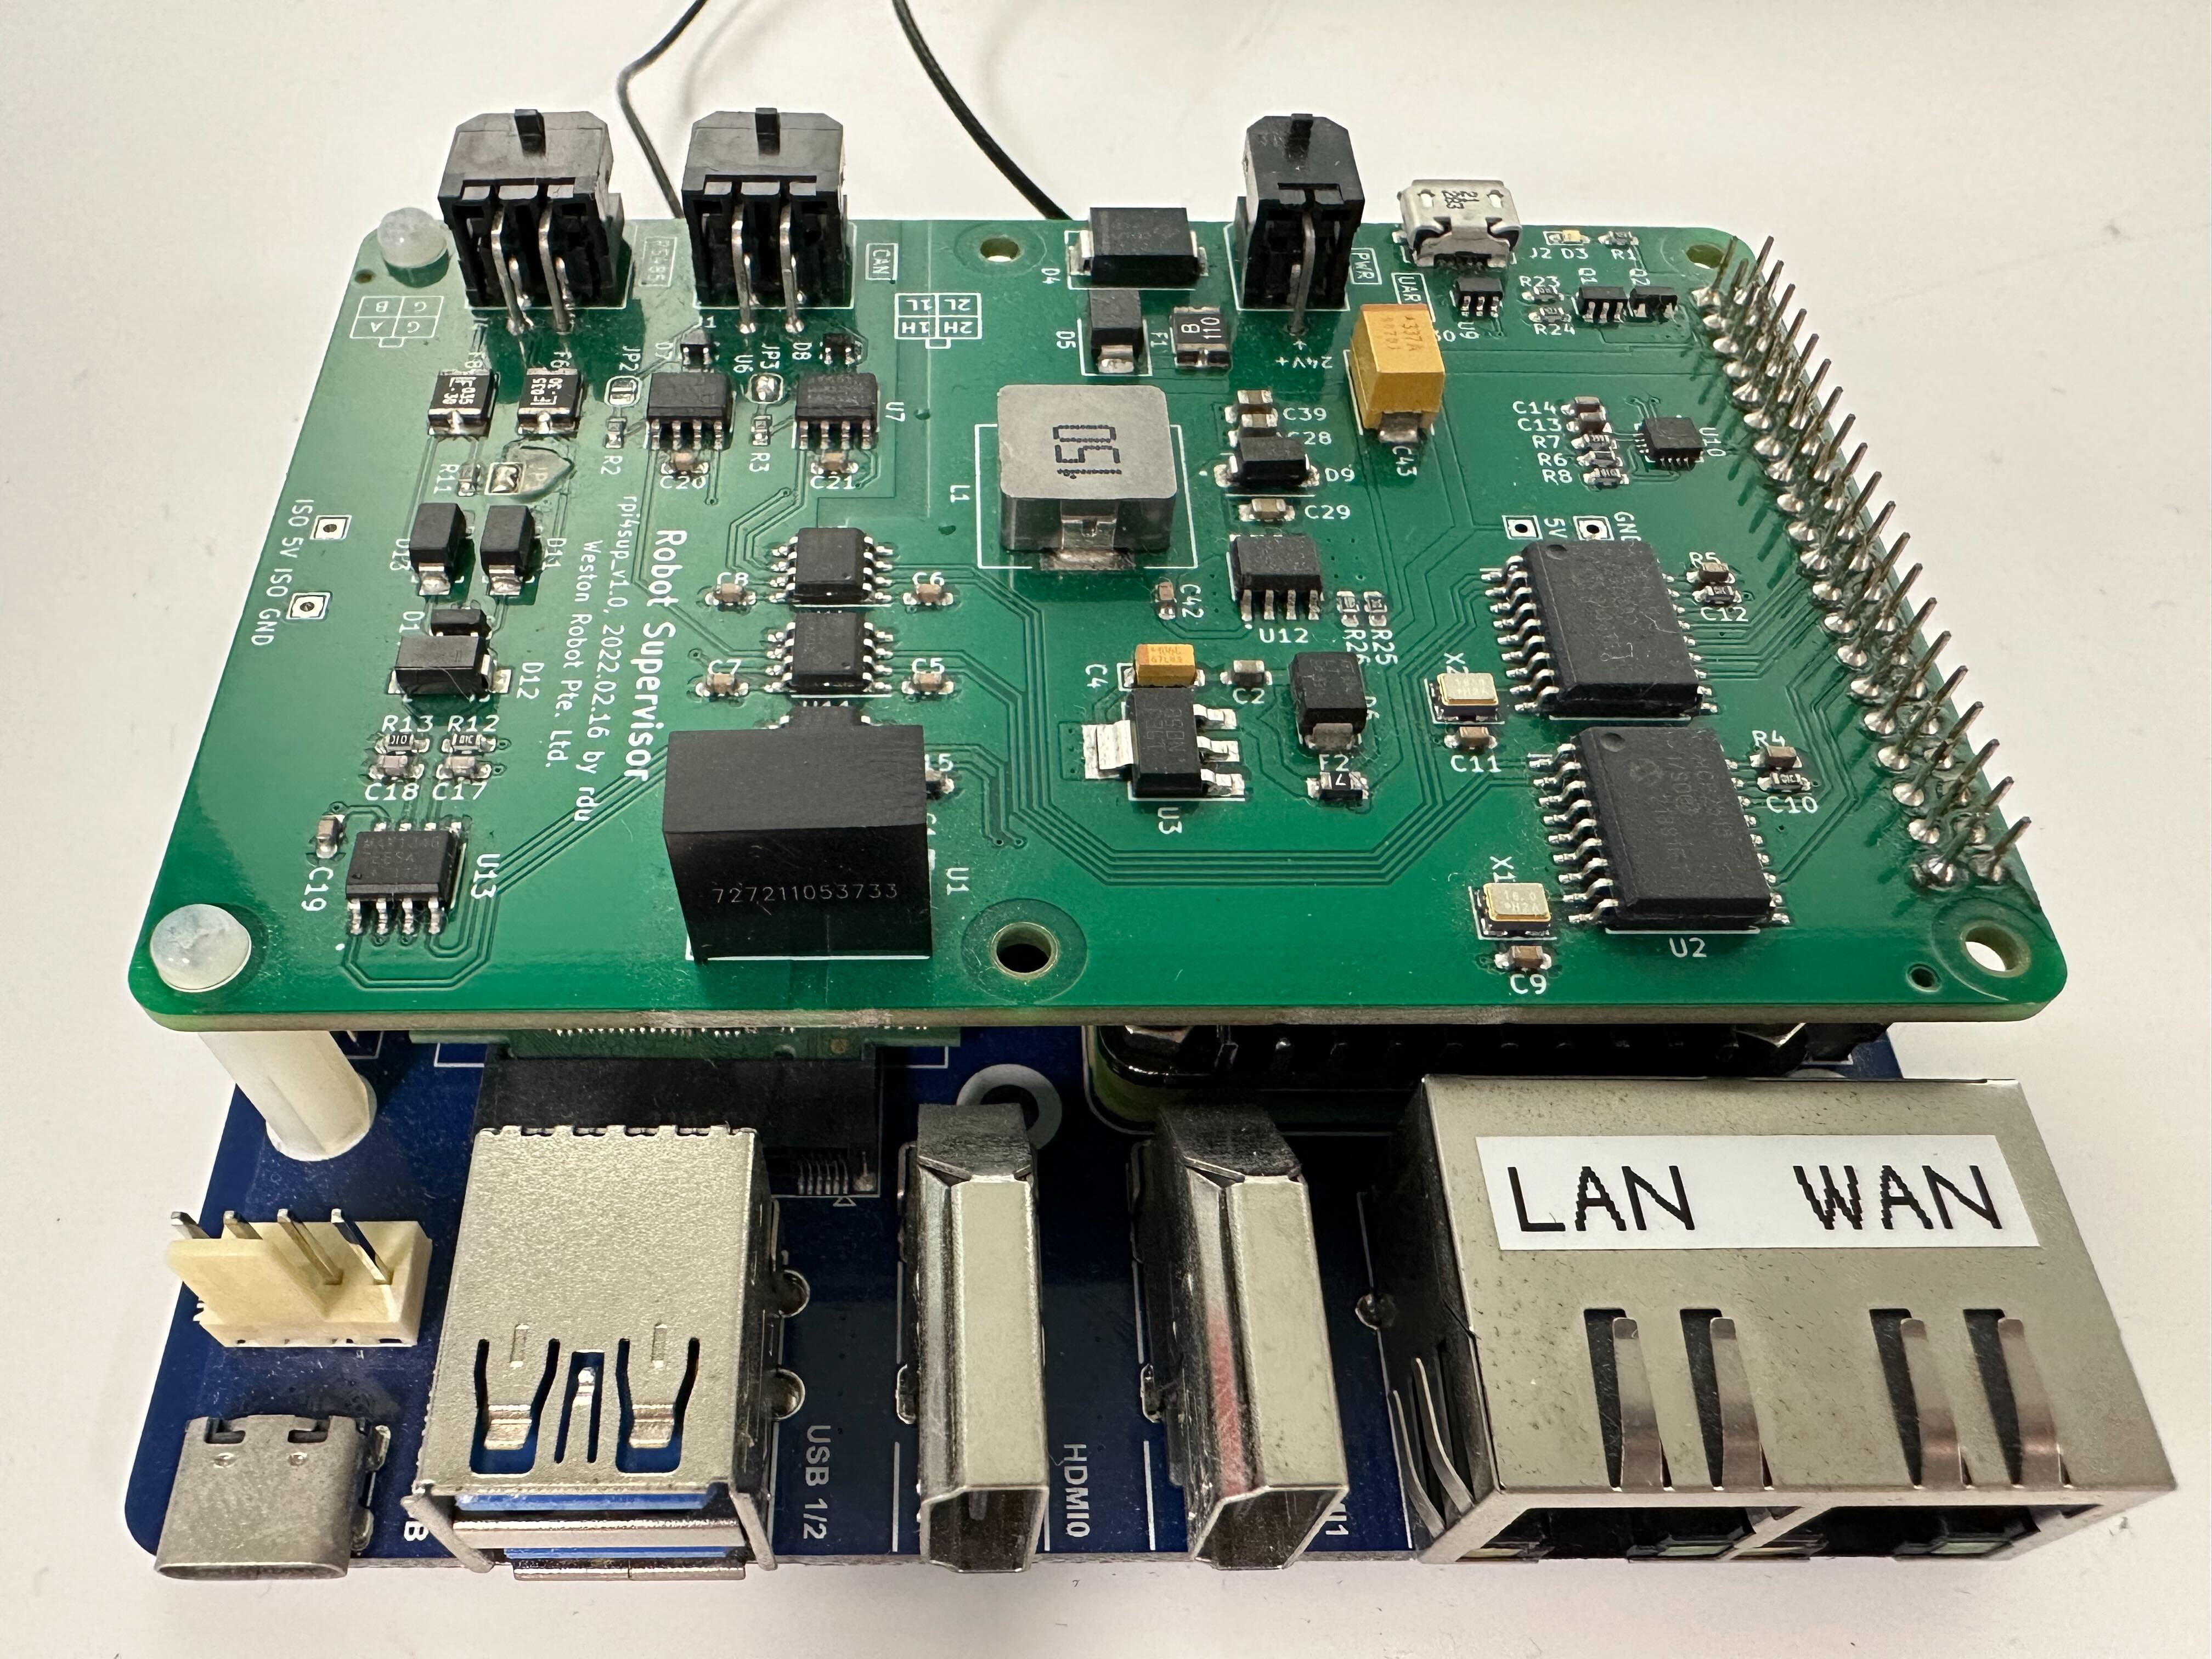 RS485
CAN
G B
G A
2L 1L
2H 1H
D4
D5
F1
18
110
PWR
24V+
+
J2 D3 R1
R23
R24
Q1
Q2
U9
337A
C43
F6
JP2
D7
U6
JP3
D8
U7
R11
R2
C20
R3
C21
150
L1
C39
C28
D9
C29
C14
C13
R7
R6
R8
U10
5V
GND
ISO 5V
ISO GND
D13
D11
D1
D12
Robot Supervisor
rpi4sup_v1.0, 2022.02.16 by rdu
Weston Robot Pte. Ltd.
C8
C6
C7
C5
C42
U12
R26
R25
R5
C12
X2
C11
C4
C2
D6
F2
U3
R4
C10
R13 R12
C18 C17
C19
U13
727211053733
U1
X1
C9
U2
LAN WAN
USB 1/2
HDMI0